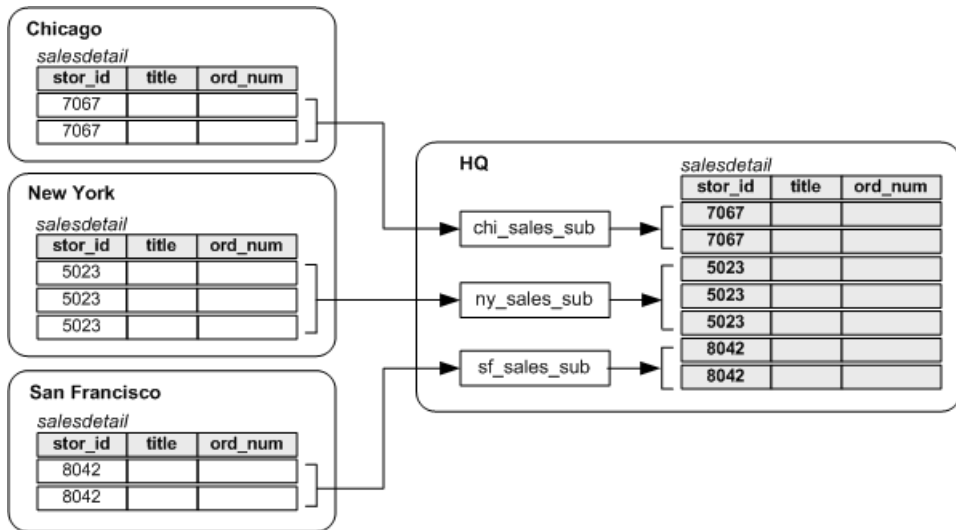 Chicago
salesdetail
stor_id title ord_num
7067
7067
New York
salesdetail
stor_id title ord_num
5023
5023
5023
San Francisco
salesdetail
stor_id title ord_num
8042
8042
HQ
chi_sales_sub
ny_sales_sub
sf_sales_sub
salesdetail
stor_id title ord_num
7067
7067
5023
5023
5023
8042
8042